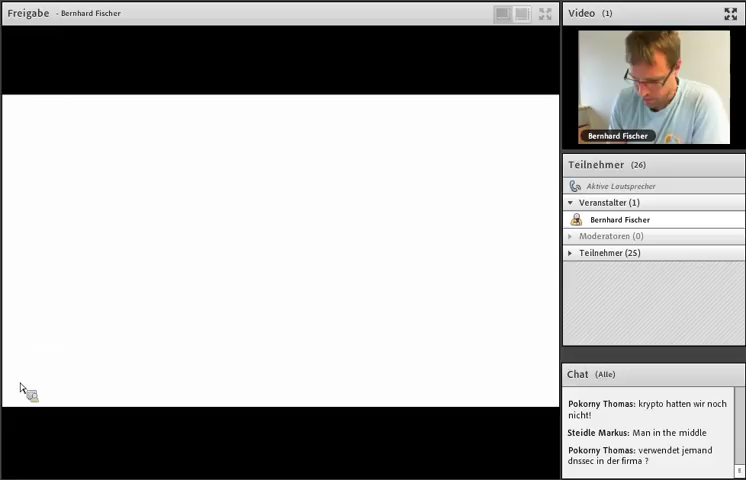 Freigabe - Bernhard Fischer
Video (1)
Bernhard Fischer
Teilnehmer (26)
Aktive Lautsprecher
Veranstalter (1)
Bernhard Fischer
Moderatoren (0)
Teilnehmer (25)
Chat (Alle)
Pokorny Thomas: krypto hatten wir noch
nicht!
Steidle Markus: Man in the middle
Pokorny Thomas: verwendet jemand
dnssec in der firma ?